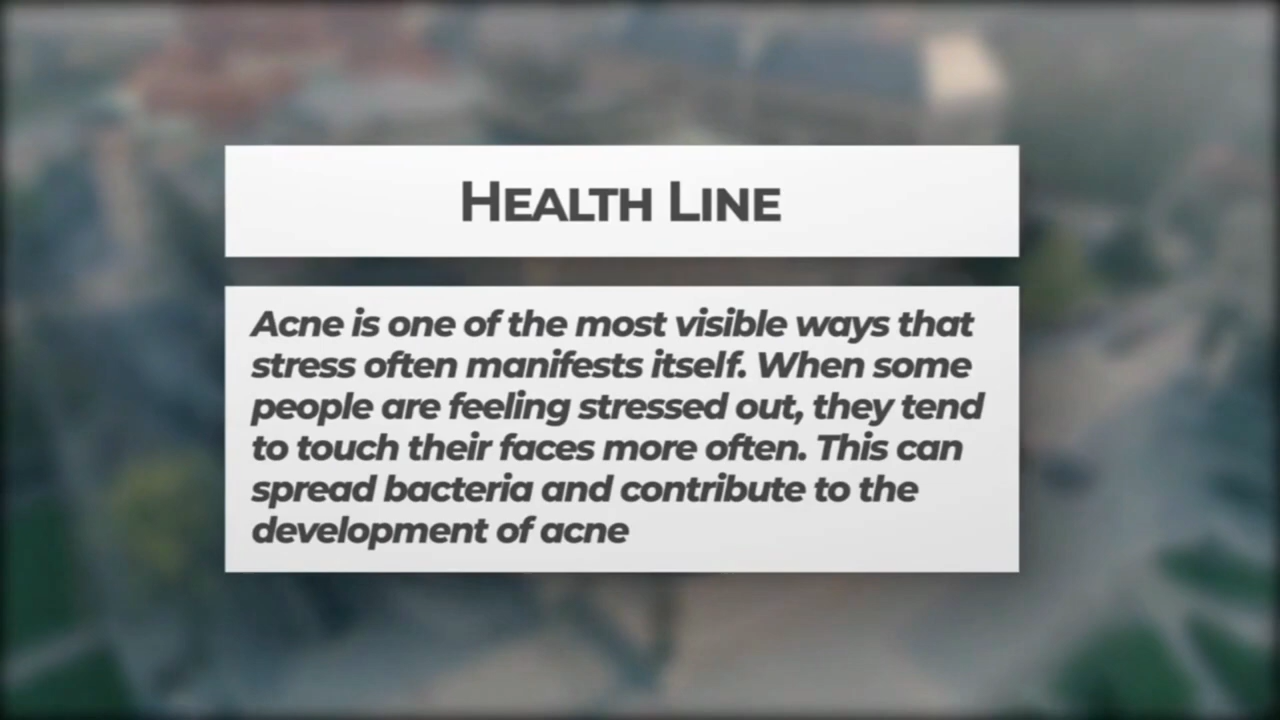 HEALTH LINE
Acne is one of the most visible ways that
stress often manifests itself. When some
people are feeling stressed out, they tend
to touch their faces more often. This can
spread bacteria and contribute to the
development of acne